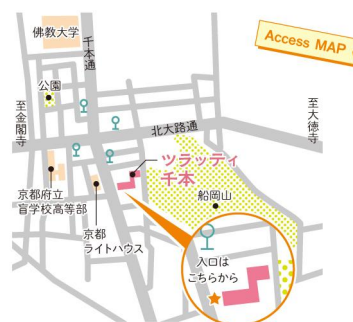 佛教大学
Access MAP
千本通
公園
至金閣寺
北大路通
至大徳寺
ツラッティ
千本
船岡山
京都府立
盲学校高等部
京都
ライトハウス
入口は
こちらから